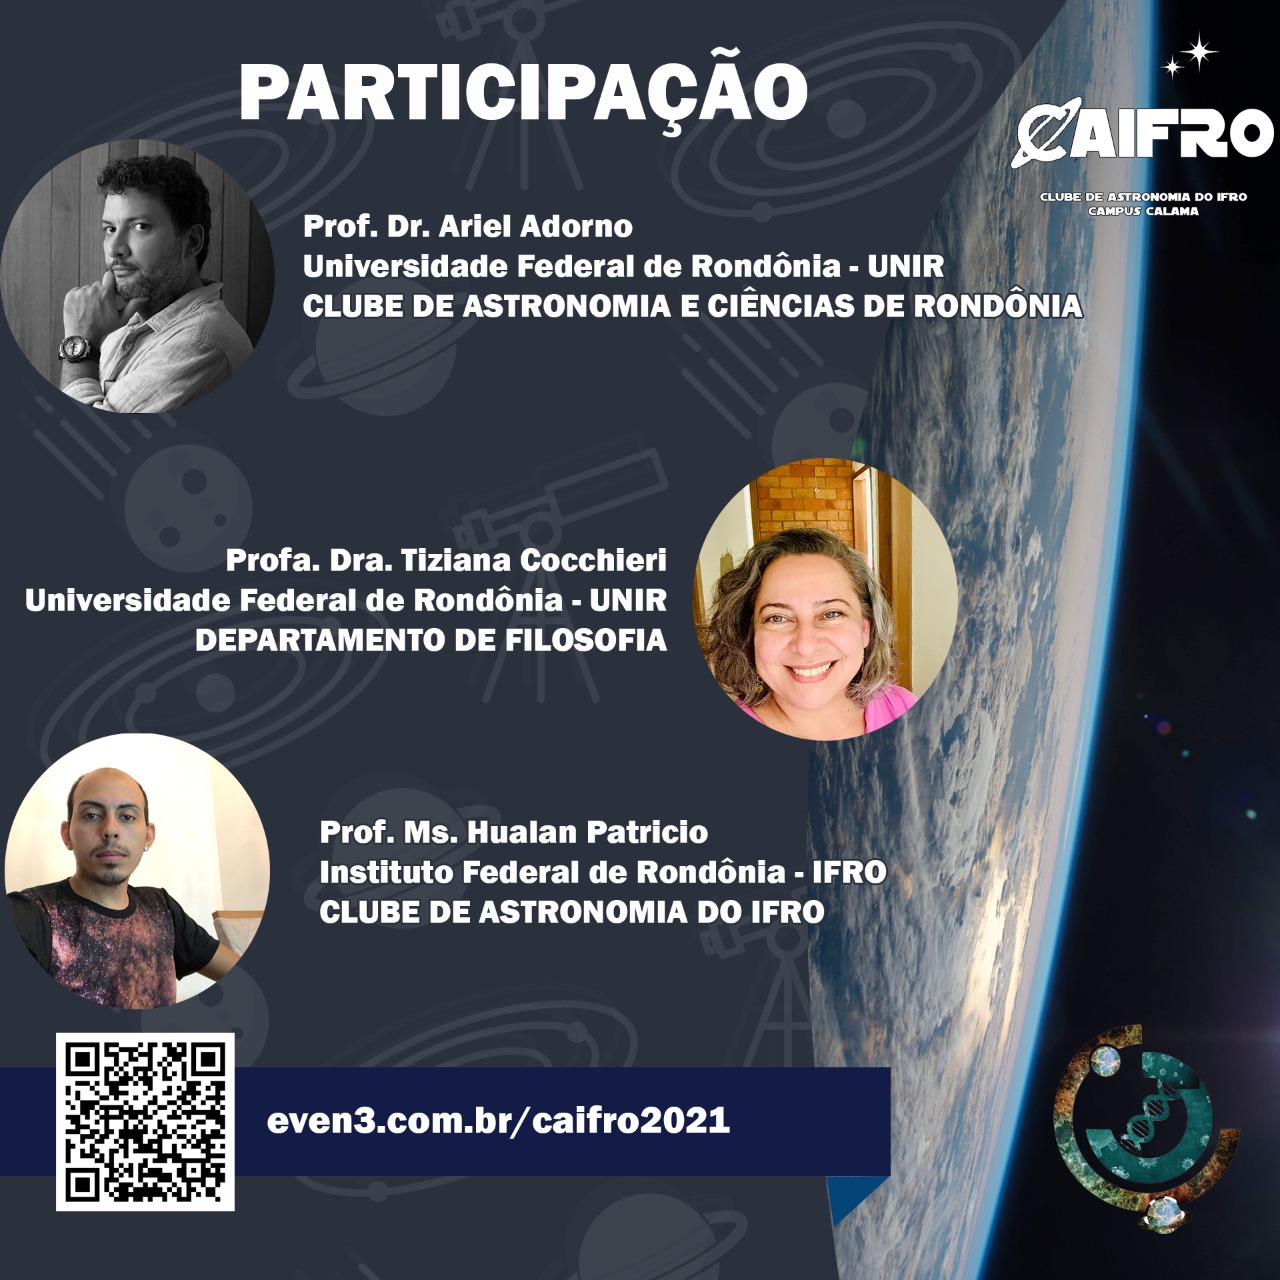 PARTICIPAÇÃO
CAIFRO
CLUBE DE ASTRONOMIA DO IFRO
CAMPUS CALAMA
Prof. Dr. Ariel Adorno
Universidade Federal de Rondônia - UNIR
CLUBE DE ASTRONOMIA E CIÊNCIAS DE RONDÔNIA
Profa. Dra. Tiziana Cocchieri
Universidade Federal de Rondônia - UNIR
DEPARTAMENTO DE FILOSOFIA
Prof. Ms. Hualan Patricio
Instituto Federal de Rondônia - IFRO
CLUBE DE ASTRONOMIA DO IFRO
even3.com.br/caifro2021